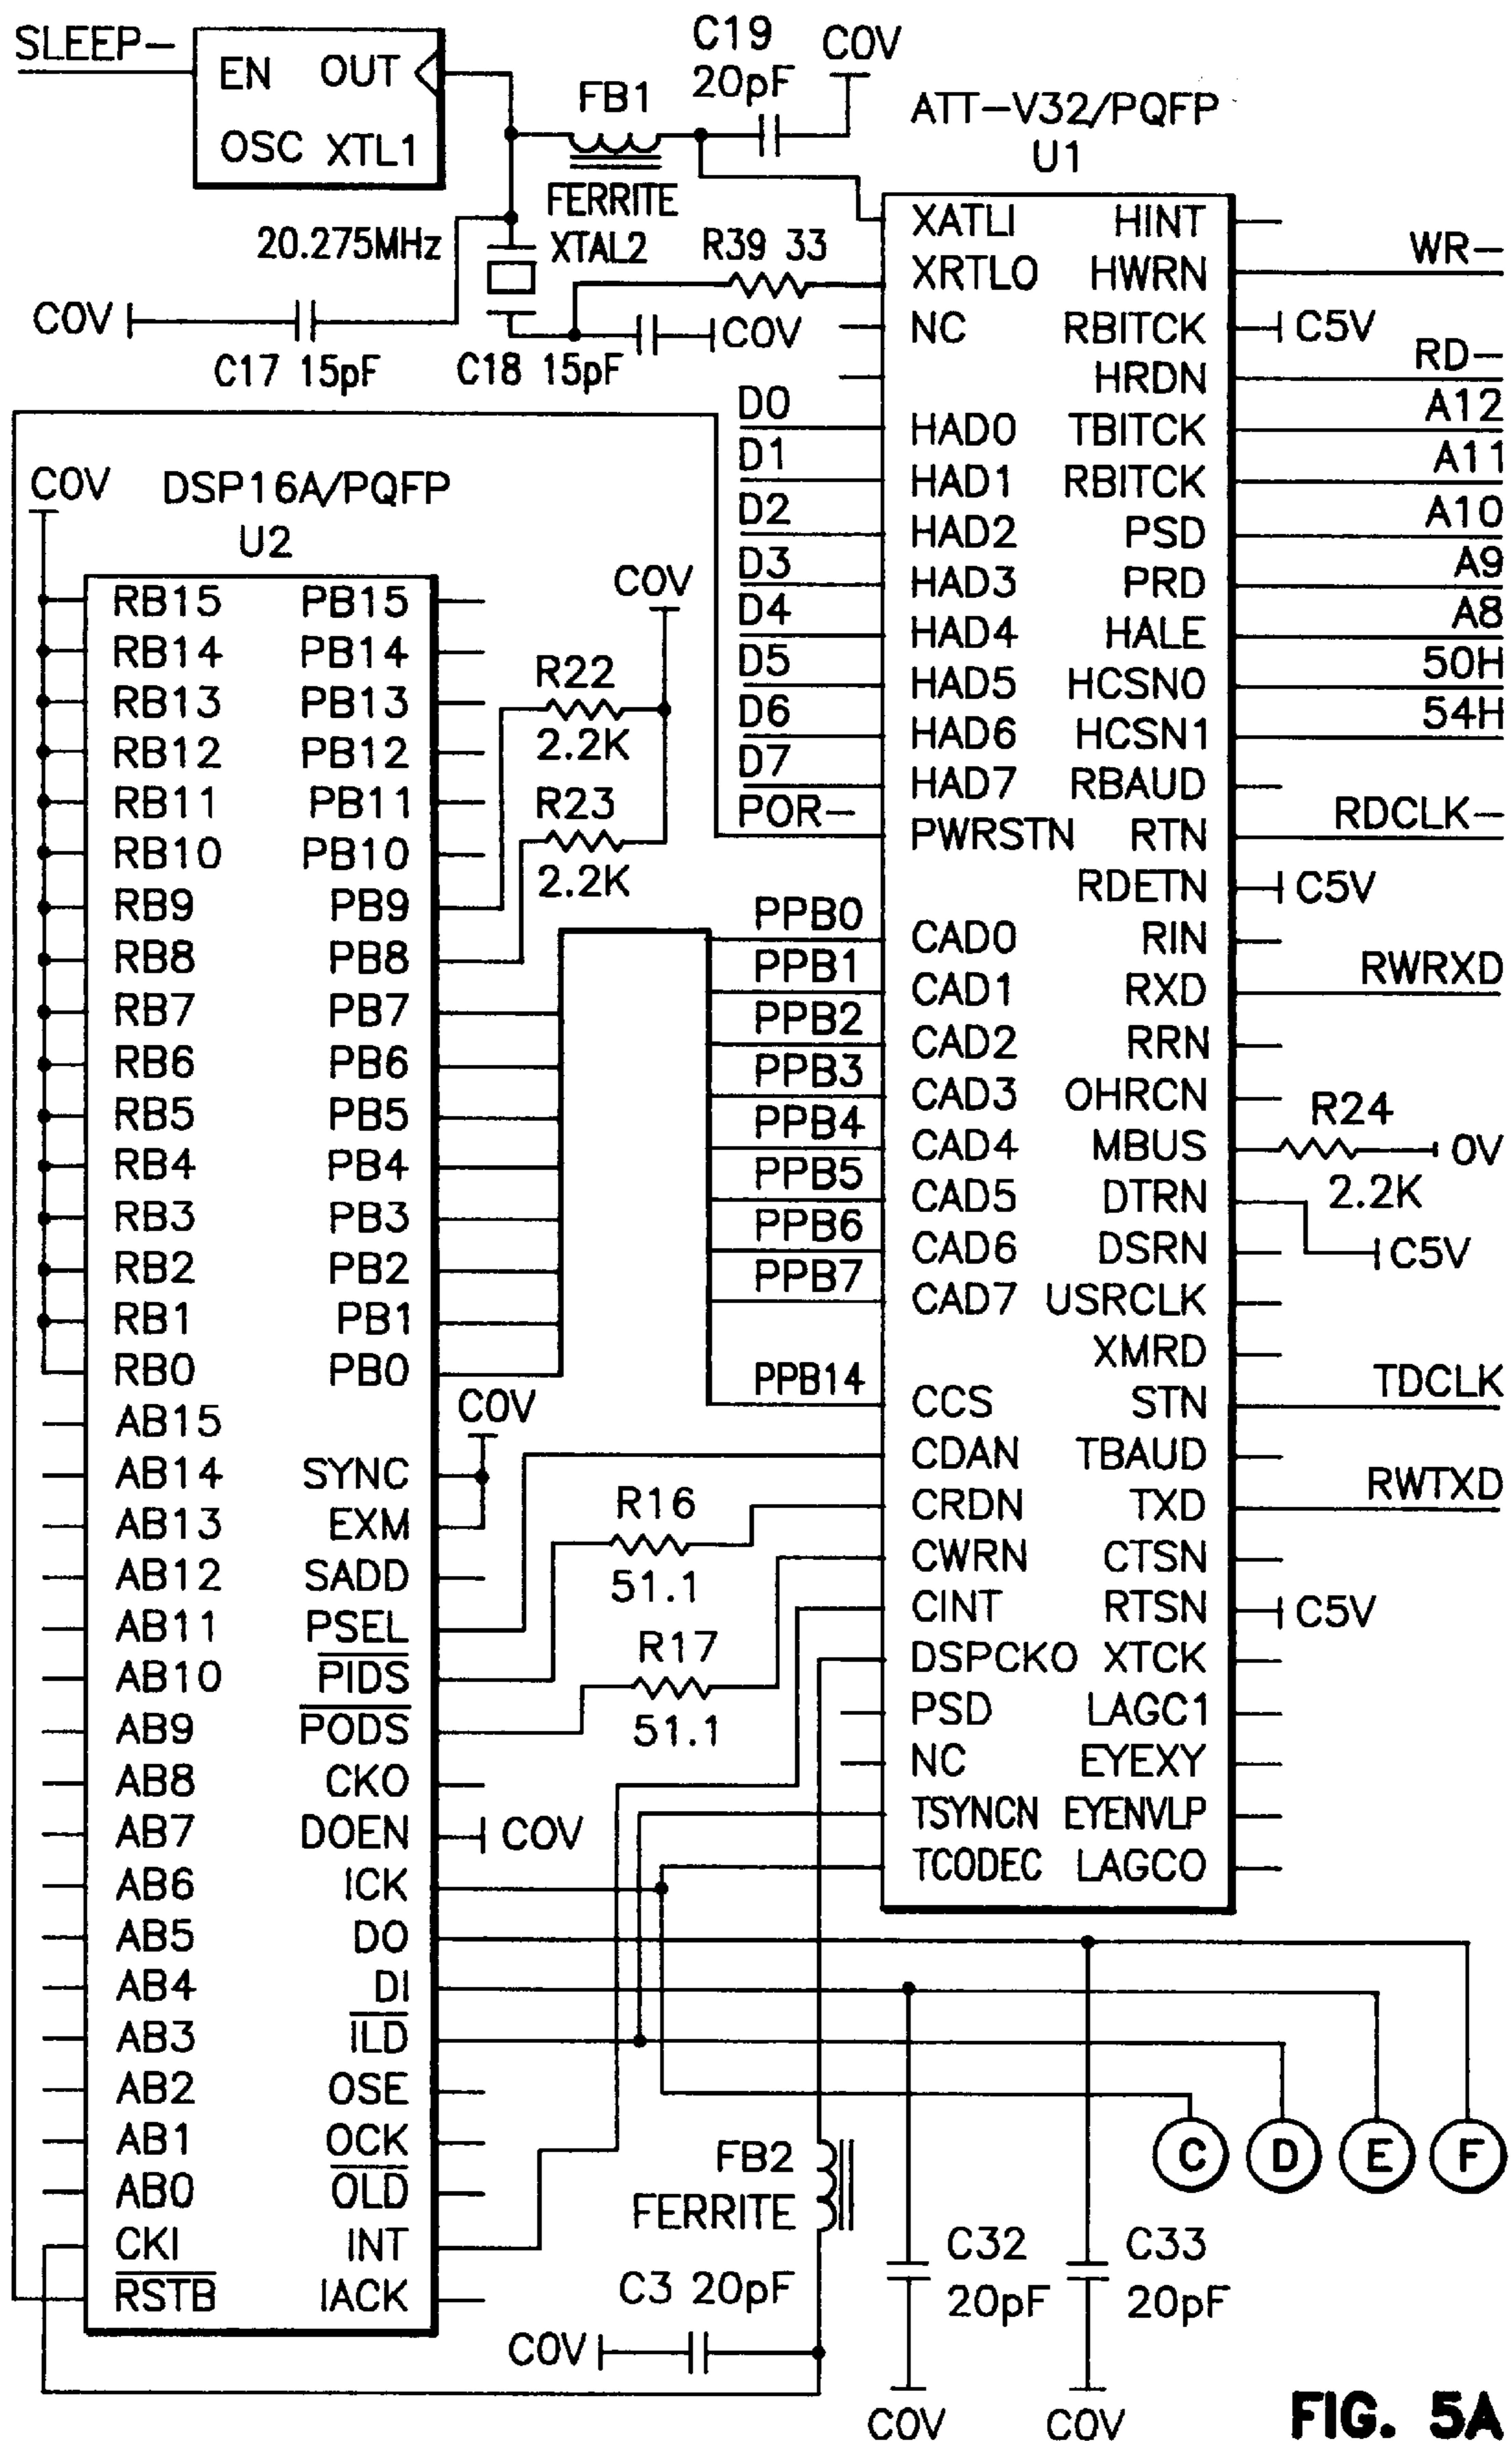 SLEEP-
EN OUT
OSC XTL1
FB1
FERRITE
C19
20pF
C0V
20.275MHz
XTAL2
R39 33
C0V
C17 15pF
C18 15pF
C0V
ATT-V32/PQFP
U1
XATLI HINT
XRTLO HWRN WR-
NC RBITCK C5V
HRDN RD-
D0 HAD0 TBITCK A12
D1 HAD1 RBITCK A11
D2 HAD2 PSD A10
D3 HAD3 PRD A9
D4 HAD4 HALE A8
D5 HAD5 HCSN0 50H
D6 HAD6 HCSN1 54H
D7 HAD7 RBAUD
POR- PWRSTN RTN RDCLK-
RDETN C5V
PPB0 CAD0 RIN
PPB1 CAD1 RXD RWRXD
PPB2 CAD2 RRN
PPB3 CAD3 OHRCN
PPB4 CAD4 MBUS R24 2.2K 0V
PPB5 CAD5 DTRN
PPB6 CAD6 DSRN C5V
PPB7 CAD7 USRCLK
XMRD
PPB14 CCS STN TDCLK
CDAN TBAUD
CRDN TXD RWTXD
CWRN CTSN
CINT RTSN C5V
DSPCKO XTCK
PSD LAGC1
NC EYEXY
TSYNCN EYENVLP
TCODEC LAGCO
C0V
DSP16A/PQFP
U2
RB15 PB15
RB14 PB14
RB13 PB13
RB12 PB12
RB11 PB11
RB10 PB10
RB9 PB9
RB8 PB8
RB7 PB7
RB6 PB6
RB5 PB5
RB4 PB4
RB3 PB3
RB2 PB2
RB1 PB1
RB0 PB0
AB15
AB14 SYNC
AB13 EXM
AB12 SADD
AB11 PSEL
AB10 PIDS
AB9 PODS
AB8 CKO
AB7 DOEN C0V
AB6 ICK
AB5 DO
AB4 DI
AB3 ILD
AB2 OSE
AB1 OCK
AB0 OLD
CKI INT
RSTB IACK
C0V
R22
2.2K
R23
2.2K
C0V
R16
51.1
R17
51.1
C D E F
FB2
FERRITE
C3 20pF
C0V
C32
20pF
C0V
C33
20pF
C0V
FIG. 5A